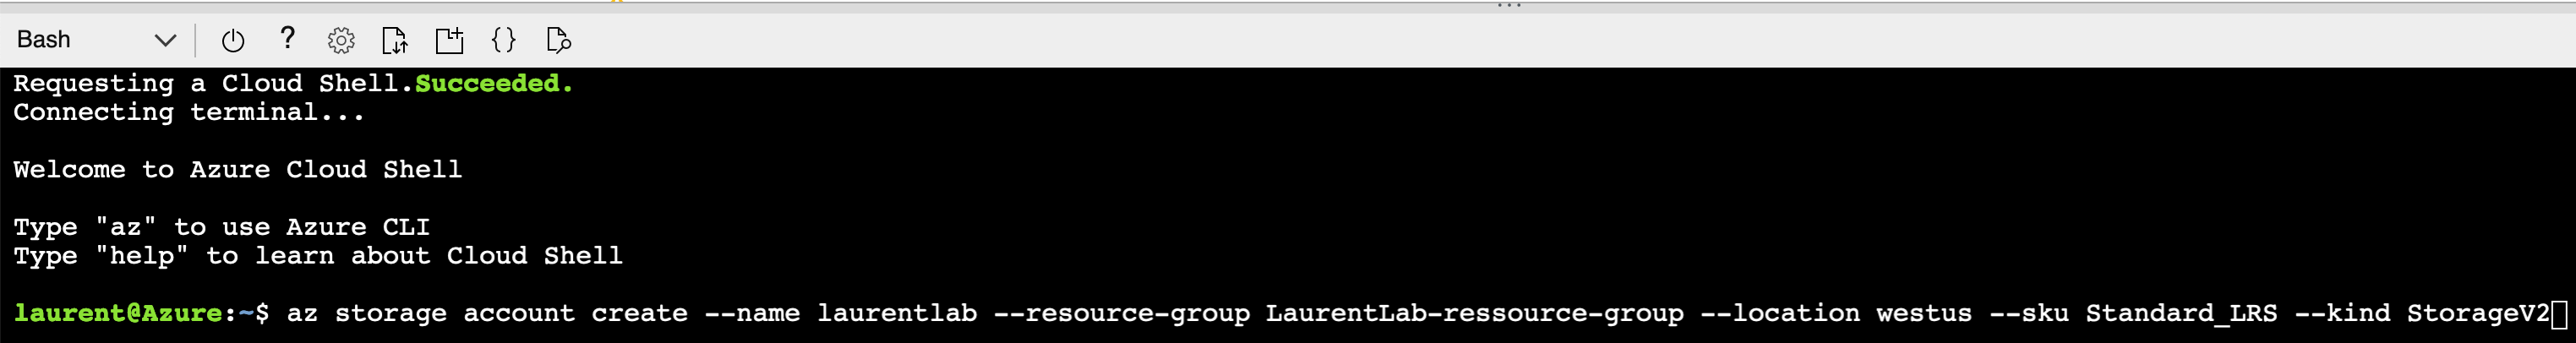 Bash
?
{}
Requesting a Cloud Shell.Succeeded.
Connecting terminal...
Welcome to Azure Cloud Shell
Type "az" to use Azure CLI
Type "help" to learn about Cloud Shell
laurent@Azure:~$ az storage account create --name laurentlab --resource-group LaurentLab-ressource-group --location westus --sku Standard_LRS --kind StorageV2